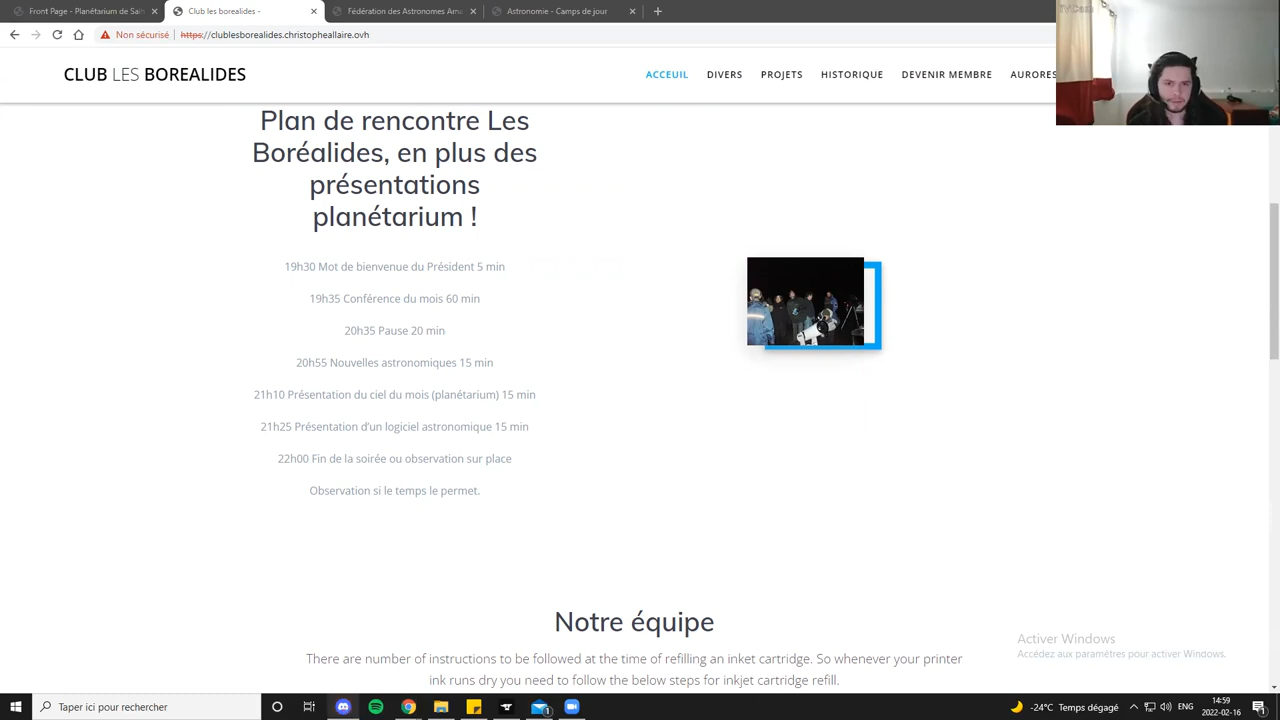 Front Page - Planétarium de Sai
Club les borealides -
Fédération des Astronomes Ama
Astronomie - Camps de jour
Non sécurisé
https://clublesborealides.christopheallaire.ovh
CLUB LES BOREALIDES
ACCEUIL
DIVERS
PROJETS
HISTORIQUE
DEVENIR MEMBRE
AURORES
Plan de rencontre Les
Boréalides, en plus des
présentations
planétarium !
19h30 Mot de bienvenue du Président 5 min
19h35 Conférence du mois 60 min
20h35 Pause 20 min
20h55 Nouvelles astronomiques 15 min
21h10 Présentation du ciel du mois (planétarium) 15 min
21h25 Présentation d'un logiciel astronomique 15 min
22h00 Fin de la soirée ou observation sur place
Observation si le temps le permet.
Notre équipe
There are number of instructions to be followed at the time of refilling an inket cartridge. So whenever your printer
ink runs dry you need to follow the below steps for inkjet cartridge refill.
Activer Windows
Accédez aux paramètres pour activer Windows.
Taper ici pour rechercher
-24°C Temps dégagé
ENG
14:59
2022-02-16